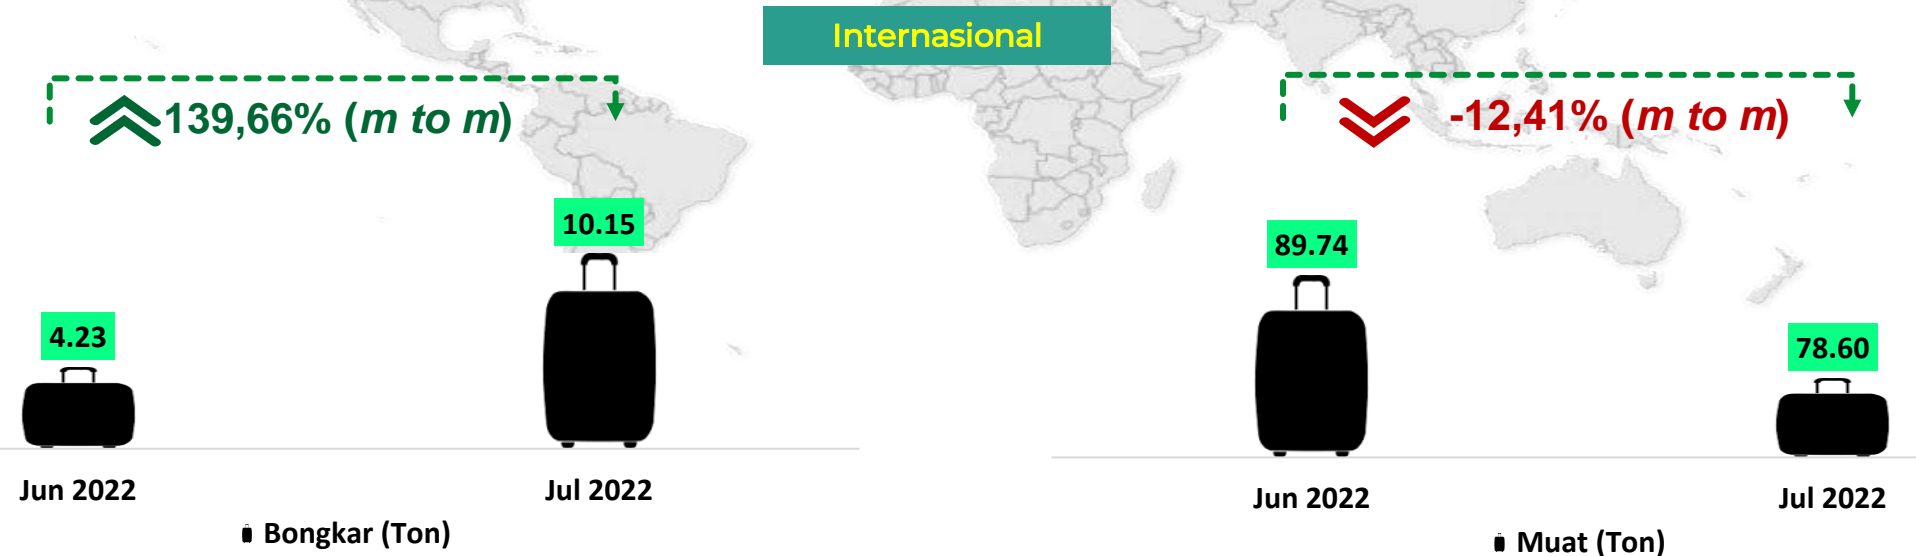 Internasional
139,66% (m to m)
10.15
4.23
Jun 2022
Jul 2022
Bongkar (Ton)
-12,41% (m to m)
89.74
78.60
Jun 2022
Jul 2022
Muat (Ton)